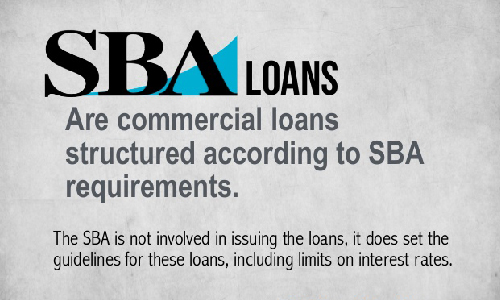 SBA LOANS
Are commercial loans
structured according to SBA
requirements.
The SBA is not involved in issuing the loans, it does set the
guidelines for these loans, including limits on interest rates.